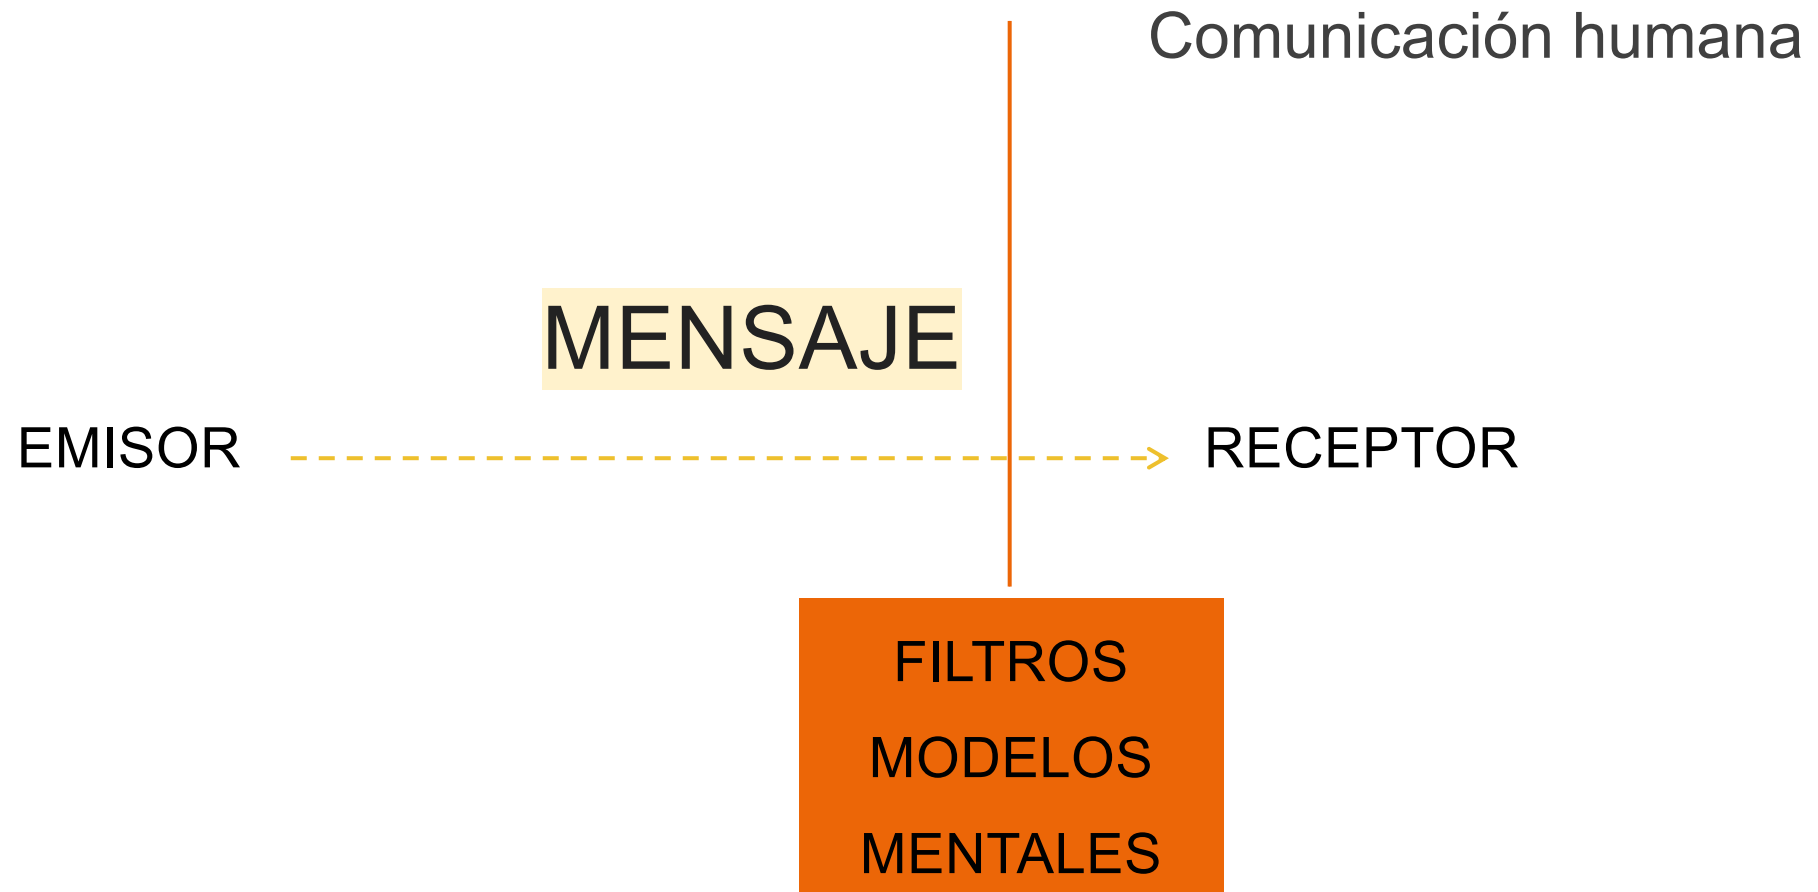 Comunicación humana
MENSAJE
EMISOR
RECEPTOR
FILTROS
MODELOS
MENTALES